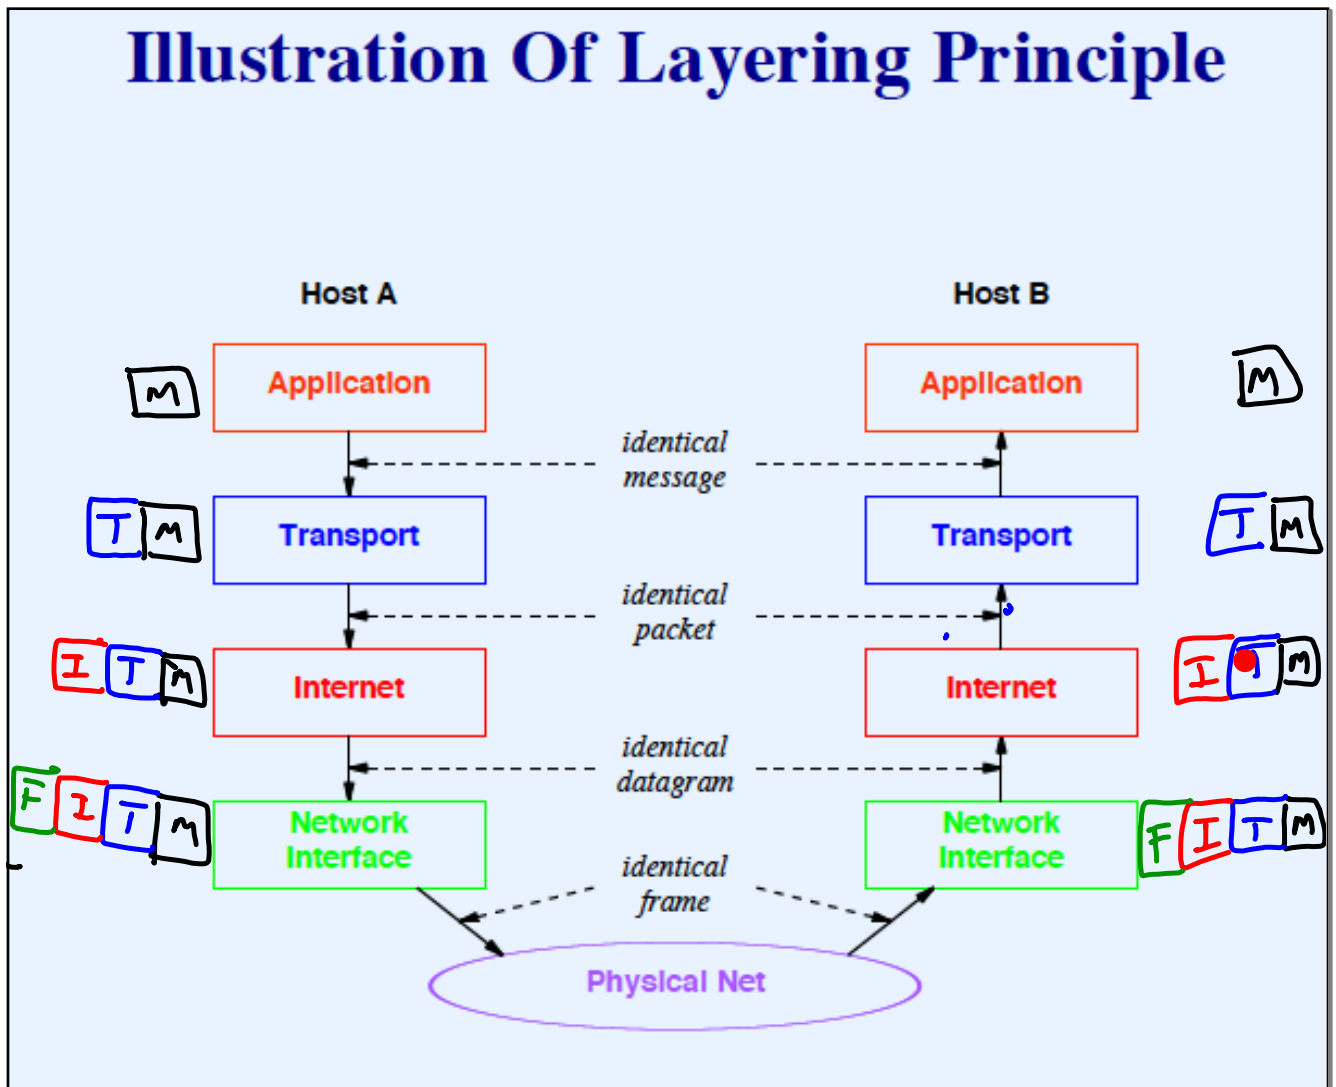 Illustration Of Layering Principle
Host A
Host B
M
Application
Application
M
identical
message
T M
Transport
Transport
T M
identical
packet
I T M
Internet
Internet
I T M
identical
datagram
F I T M
Network
Interface
Network
Interface
F I T M
identical
frame
Physical Net